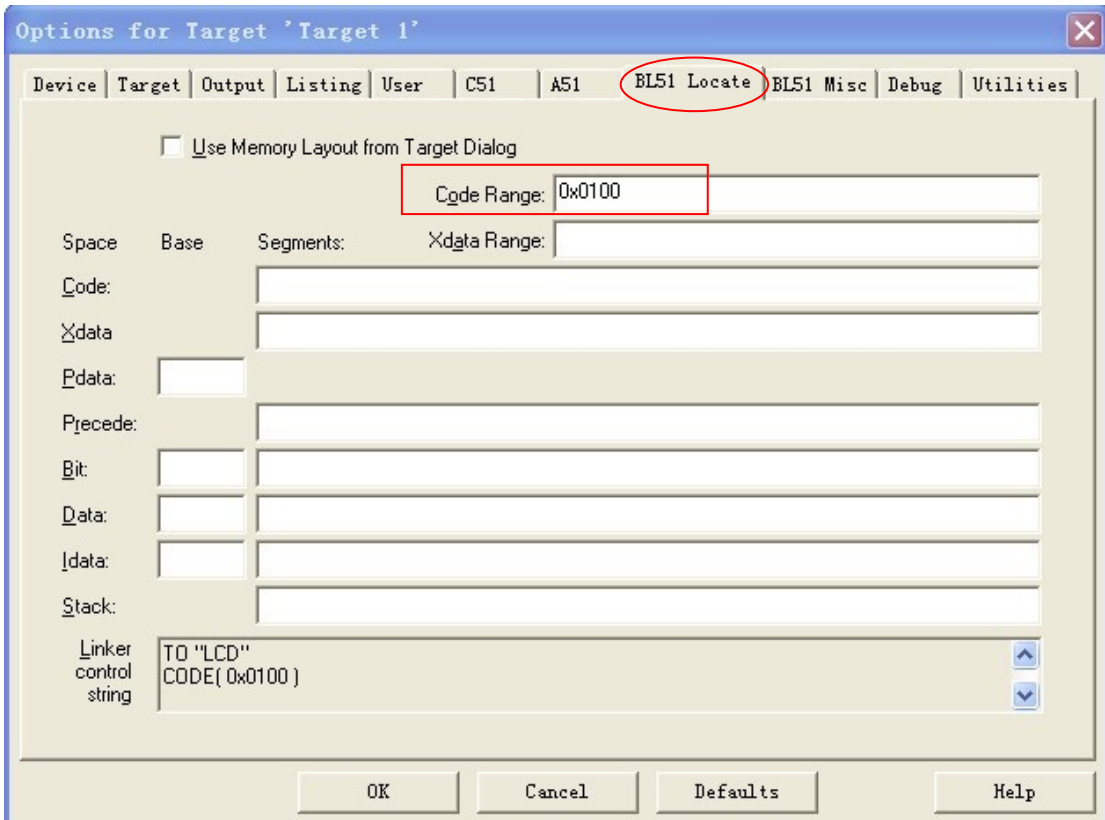 Options for Target 'Target 1'
Device Target Output Listing User C51 A51 BL51 Locate BL51 Misc Debug Utilities
Use Memory Layout from Target Dialog
Code Range: 0x0100
Space Base Segments: Xdata Range:
Code:
Xdata
Pdata:
Precede:
Bit:
Data:
Idata:
Stack:
Linker control string
TO "LCD"
CODE( 0x0100 )
OK Cancel Defaults Help